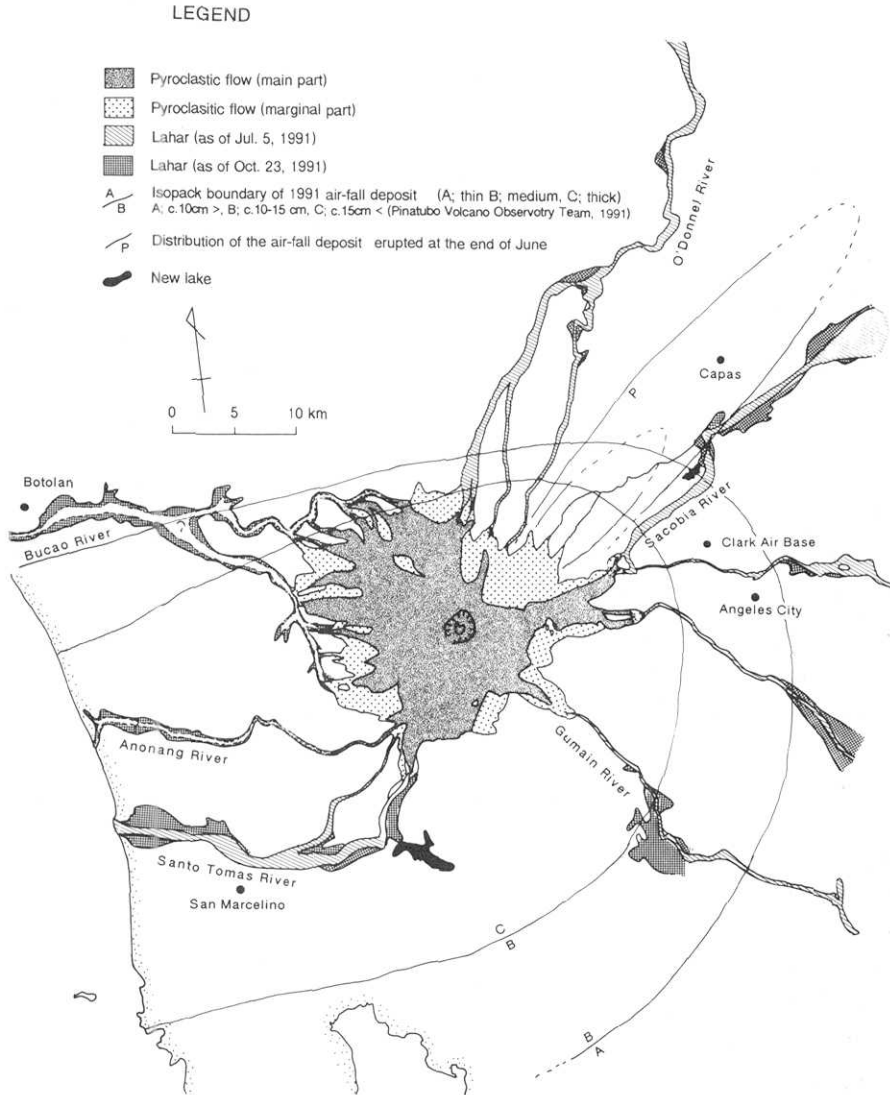 LEGEND
Pyroclastic flow (main part)
Pyroclasitic flow (marginal part)
Lahar (as of Jul. 5, 1991)
Lahar (as of Oct. 23, 1991)
A
B
Isopack boundary of 1991 air-fall deposit (A; thin B; medium, C; thick)
A; c.10cm >, B; c.10-15 cm, C; c.15cm < (Pinatubo Volcano Observotry Team, 1991)
P
Distribution of the air-fall deposit erupted at the end of June
New lake
0 5 10 km
O'Donnel River
Capas
P
Botolan
Bucao River
Sacobia River
Clark Air Base
Angeles City
Anonang River
Gumain River
Santo Tomas River
San Marcelino
C
B
B
A